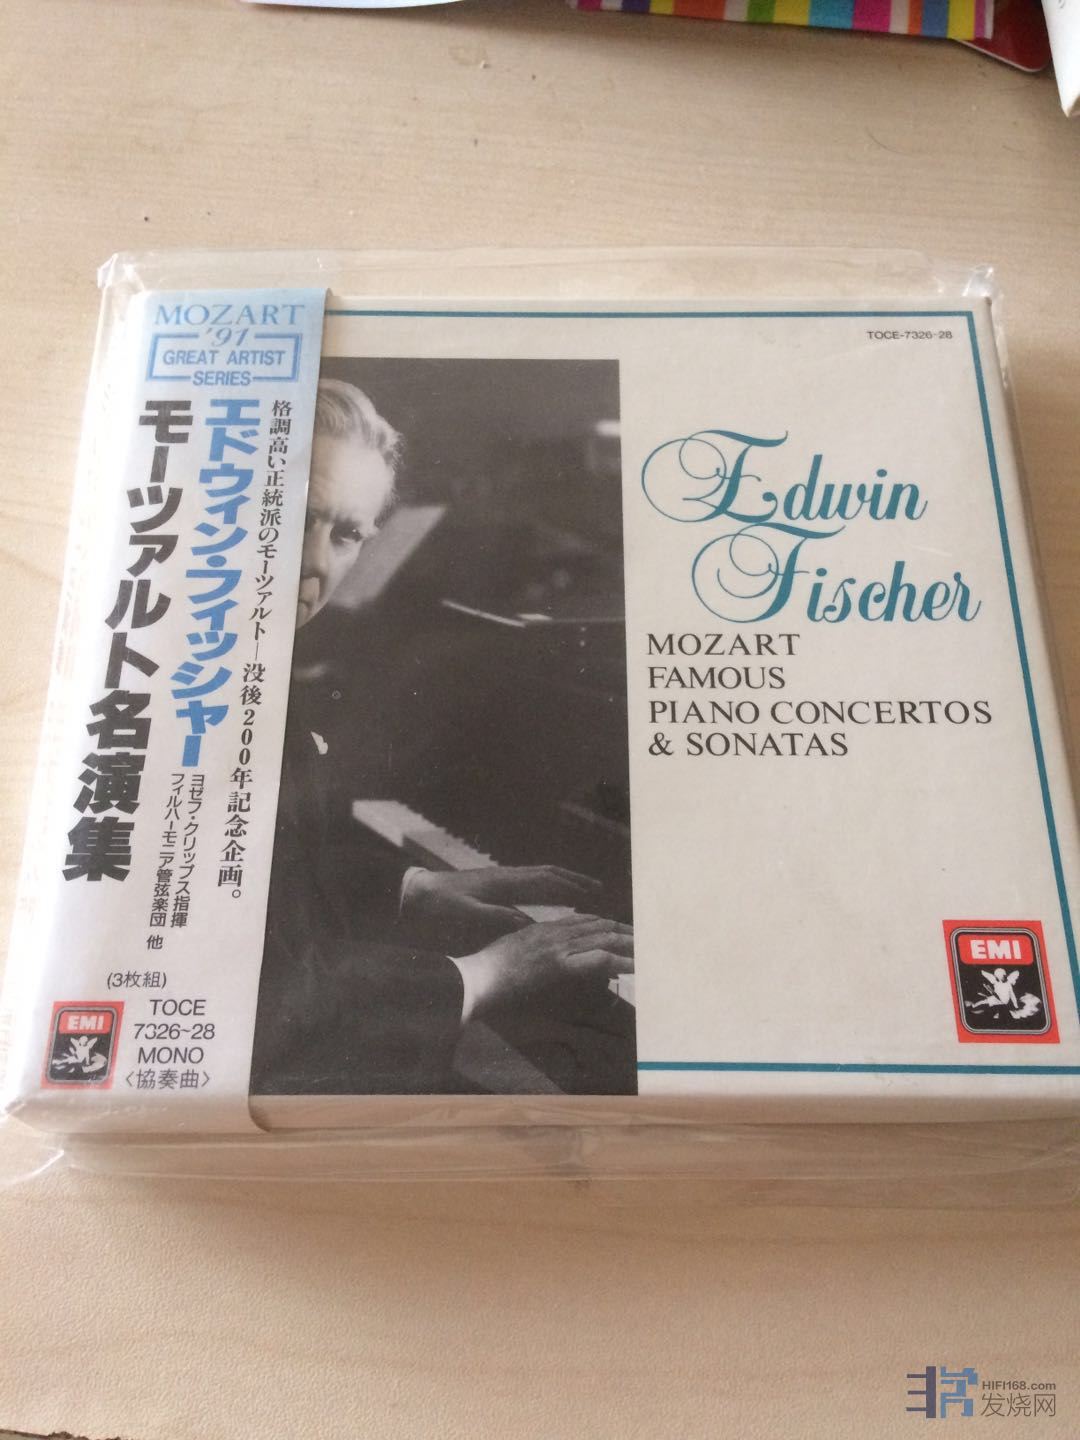 MOZART
'91
GREAT ARTIST
SERIES
格調高い正統派のモーツァルト―没後200年記念企画。
エドウィン・フィッシャー
モーツァルト名演集
ヨゼフ・クリップス指揮
フィルハーモニア管弦楽団 他
(3枚組)
EMI
TOCE
7326~28
MONO
〈協奏曲〉
TOCE-7326-28
Edwin
Fischer
MOZART
FAMOUS
PIANO CONCERTOS
& SONATAS
EMI
HIFI168.com
发烧网